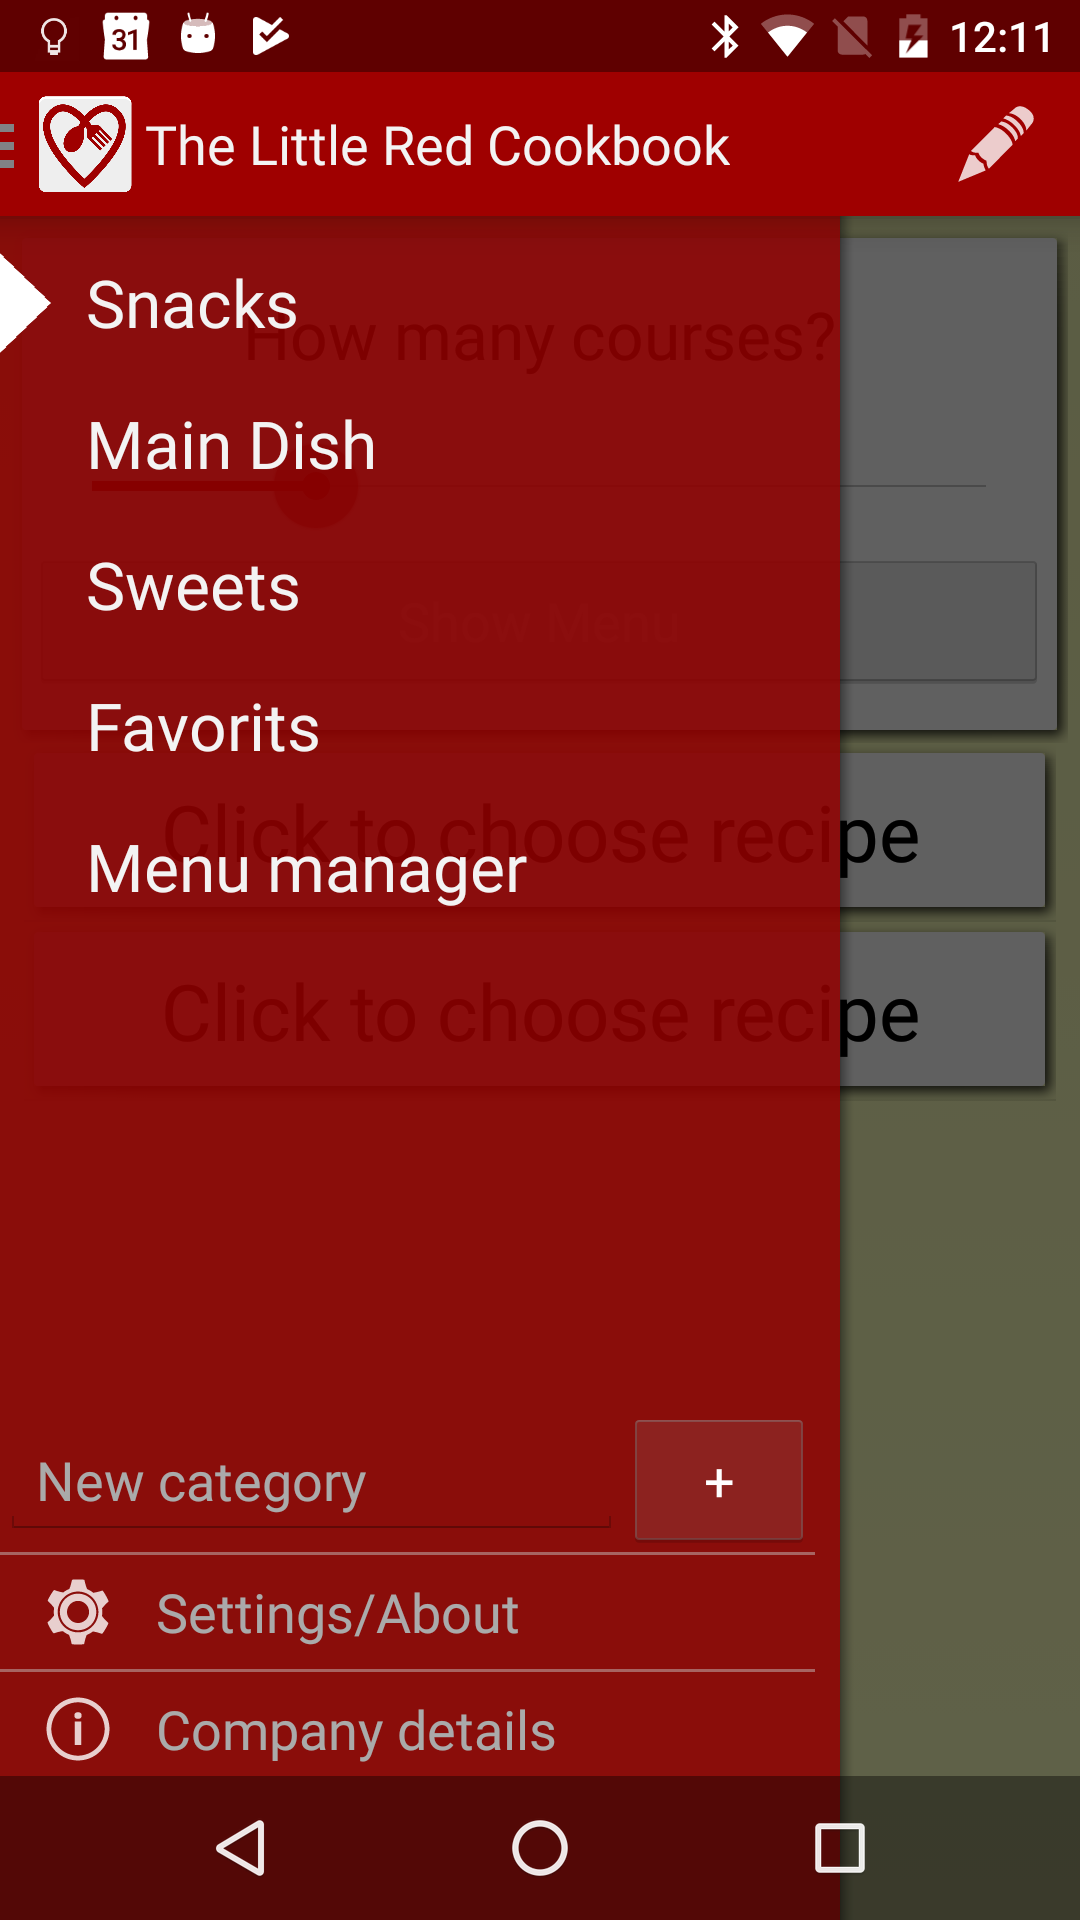 31
12:11
The Little Red Cookbook
Snacks
How many courses?
Main Dish
Sweets
Show Menu
Favorits
Click to choose recipe
Menu manager
Click to choose recipe
New category
+
Settings/About
Company details